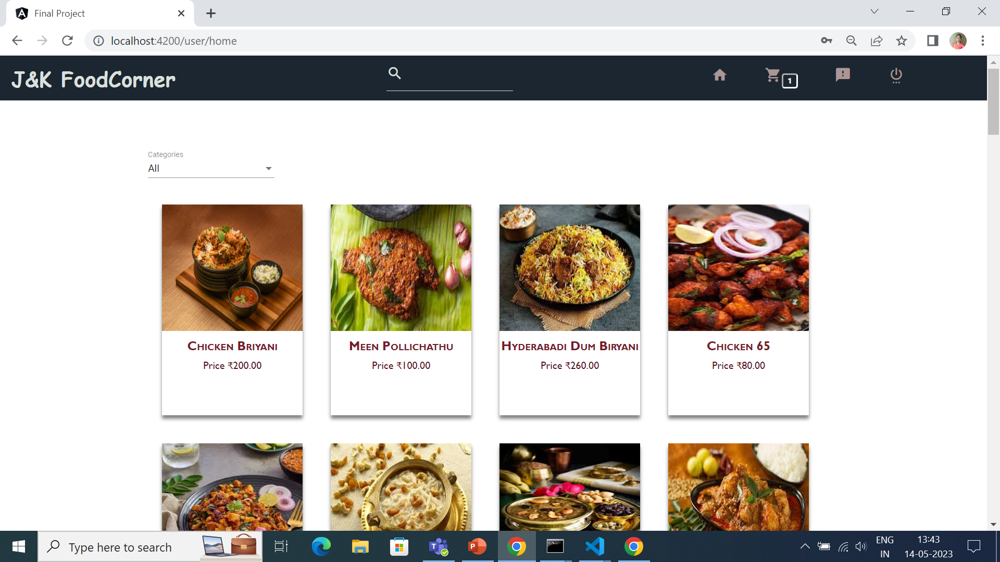 Final Project
localhost:4200/user/home
J&K FoodCorner
1
Categories
All
Chicken Briyani
Price ₹200.00
Meen Pollichathu
Price ₹100.00
Hyderabadi Dum Biryani
Price ₹260.00
Chicken 65
Price ₹80.00
Type here to search
ENG
IN
13:43
14-05-2023